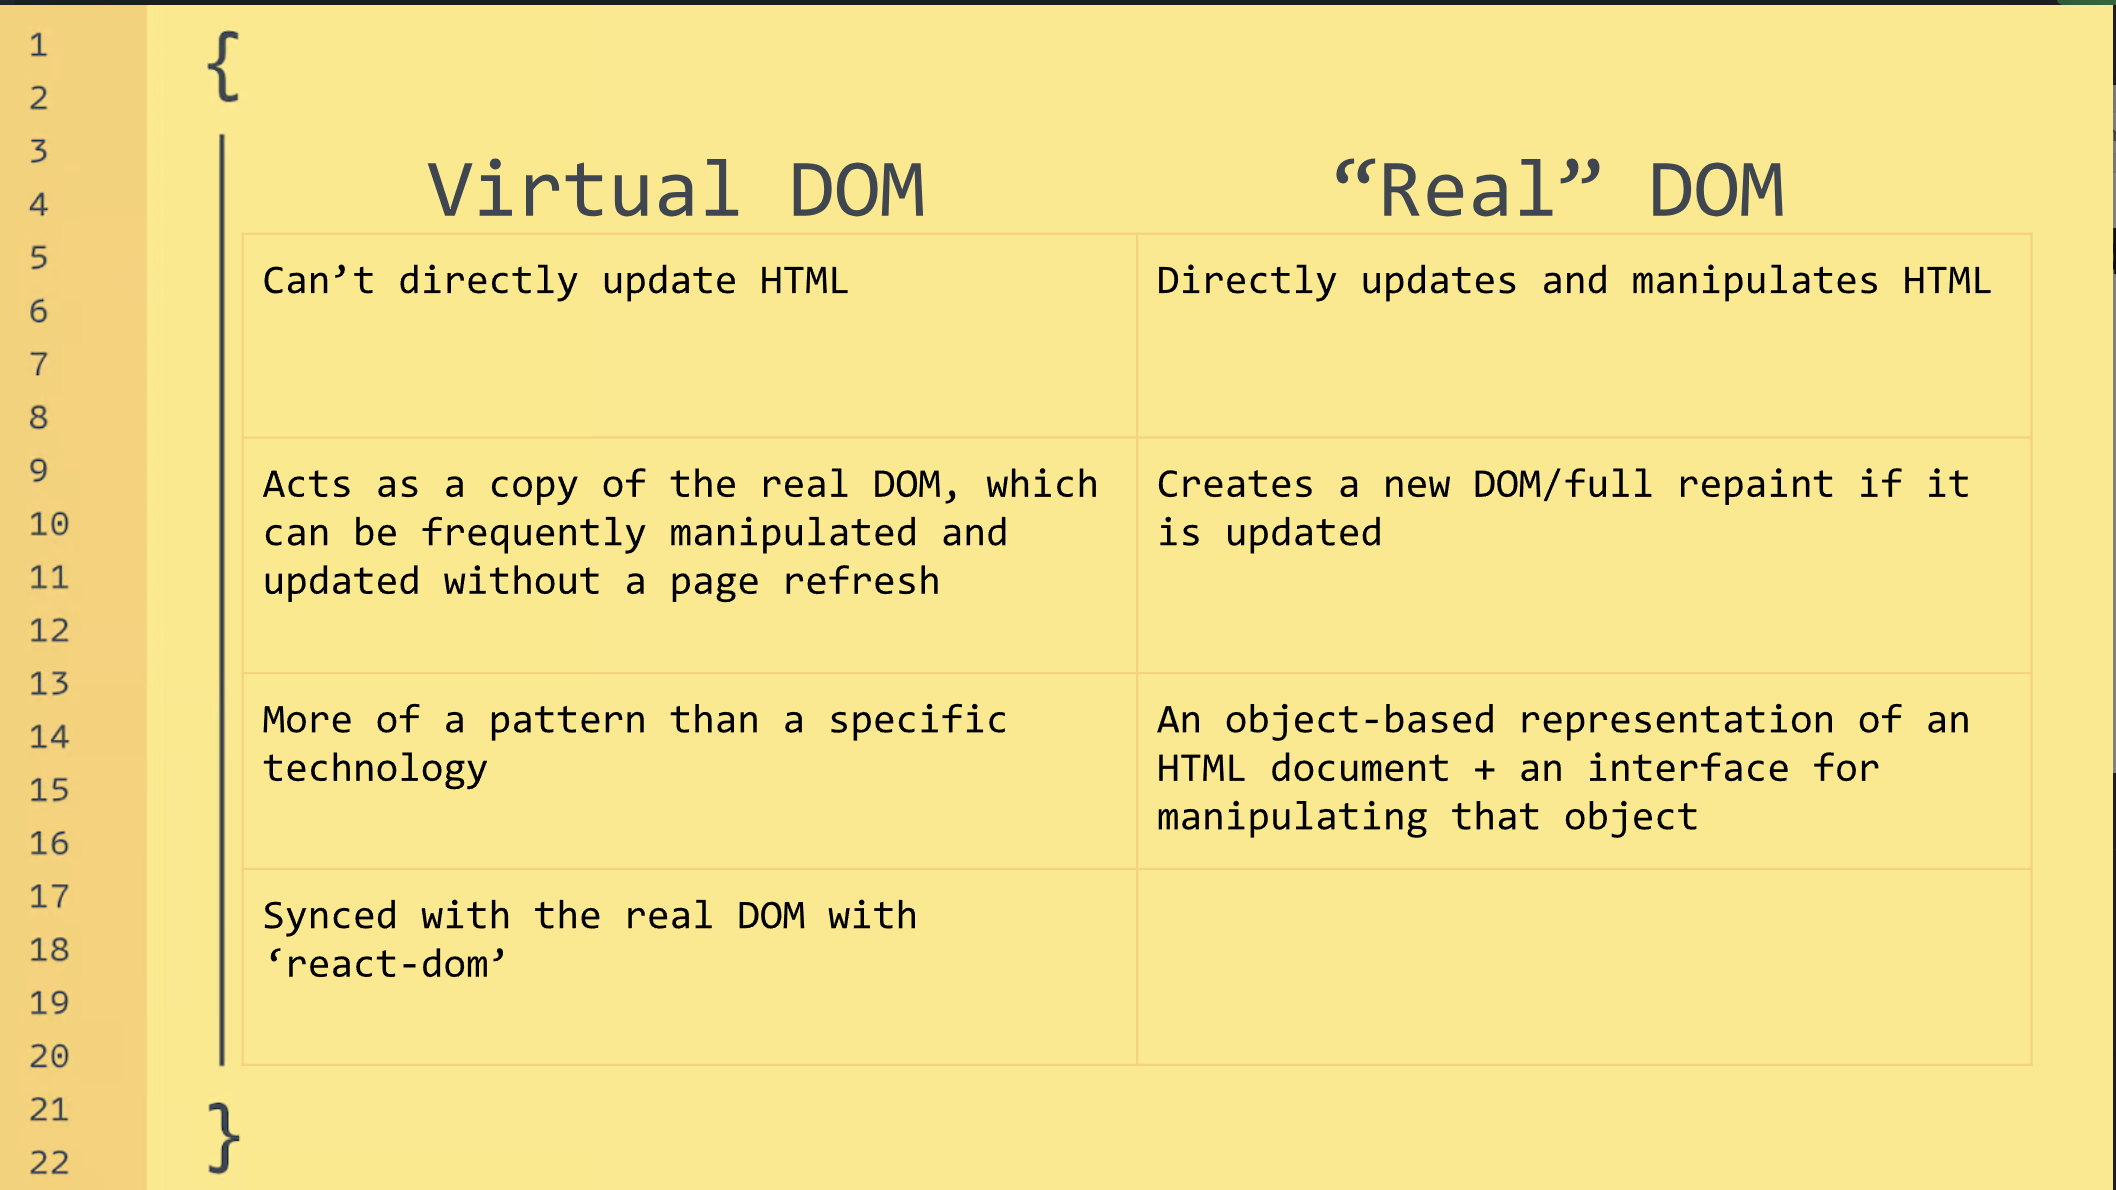 1
2
3
4
5
6
7
8
9
10
11
12
13
14
15
16
17
18
19
20
21
22
{
Virtual DOM
“Real” DOM
Can’t directly update HTML
Directly updates and manipulates HTML
Acts as a copy of the real DOM, which
can be frequently manipulated and
updated without a page refresh
Creates a new DOM/full repaint if it
is updated
More of a pattern than a specific
technology
An object-based representation of an
HTML document + an interface for
manipulating that object
Synced with the real DOM with
‘react-dom’
}